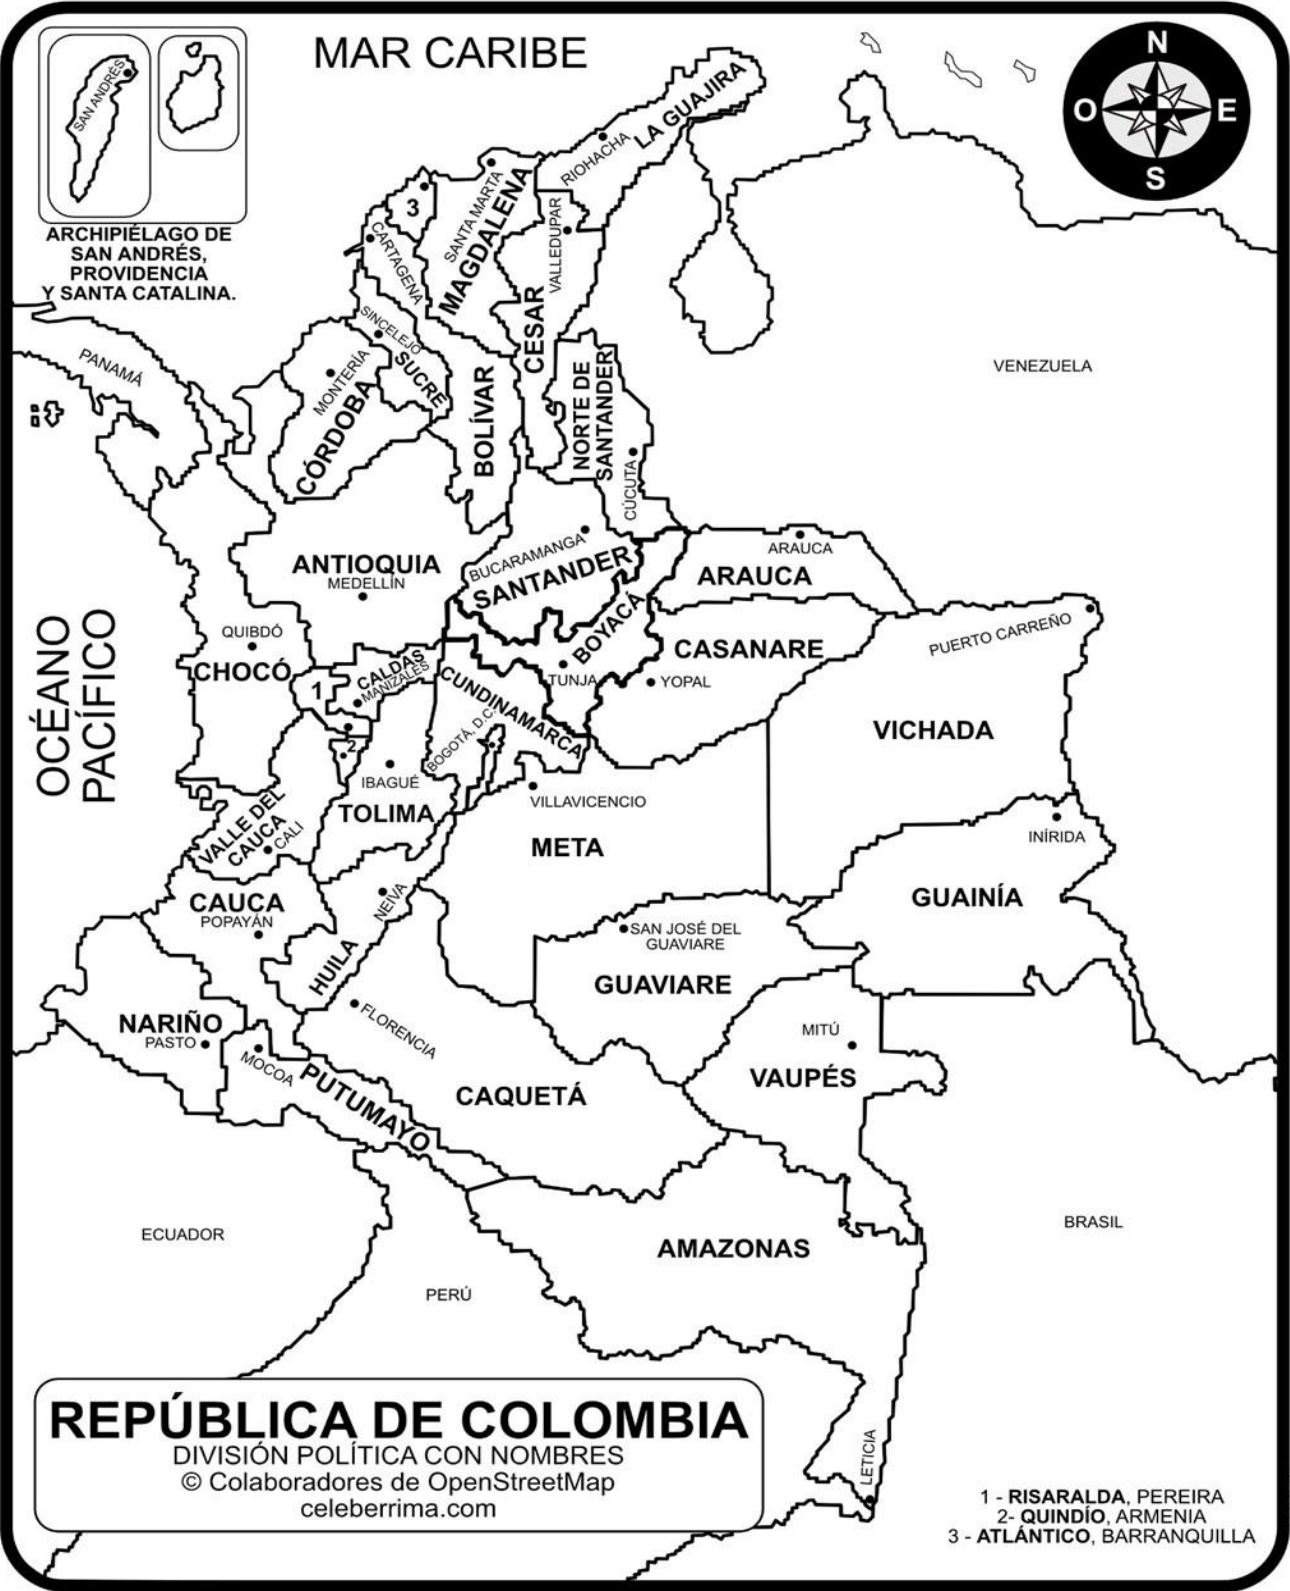 MAR CARIBE
N
O
E
S
SAN ANDRÉS
ARCHIPIÉLAGO DE
SAN ANDRÉS,
PROVIDENCIA
Y SANTA CATALINA.
LA GUAJIRA
RIOHACHA
3
SANTA MARTA
MAGDALENA
CARTAGENA
VALLEDUPAR
CESAR
SINCELEJO
SUCRE
MONTERÍA
CÓRDOBA
PANAMÁ
BOLÍVAR
NORTE DE
SANTANDER
CÚCUTA
VENEZUELA
ANTIOQUIA
MEDELLÍN
BUCARAMANGA
SANTANDER
ARAUCA
ARAUCA
BOYACÁ
TUNJA
CASANARE
YOPAL
PUERTO CARREÑO
VICHADA
OCÉANO
PACÍFICO
QUIBDÓ
CHOCÓ
1
CALDAS
MANIZALES
2
CUNDINAMARCA
BOGOTÁ, D.C.
IBAGUÉ
TOLIMA
VILLAVICENCIO
META
VALLE DEL
CAUCA
CALI
INÍRIDA
GUAINÍA
CAUCA
POPAYÁN
NEIVA
HUILA
SAN JOSÉ DEL
GUAVIARE
GUAVIARE
NARIÑO
PASTO
MOCOA
PUTUMAYO
FLORENCIA
CAQUETÁ
MITÚ
VAUPÉS
ECUADOR
PERÚ
AMAZONAS
BRASIL
LETICIA
REPÚBLICA DE COLOMBIA
DIVISIÓN POLÍTICA CON NOMBRES
© Colaboradores de OpenStreetMap
celeberrima.com
1 - RISARALDA, PEREIRA
2- QUINDÍO, ARMENIA
3 - ATLÁNTICO, BARRANQUILLA